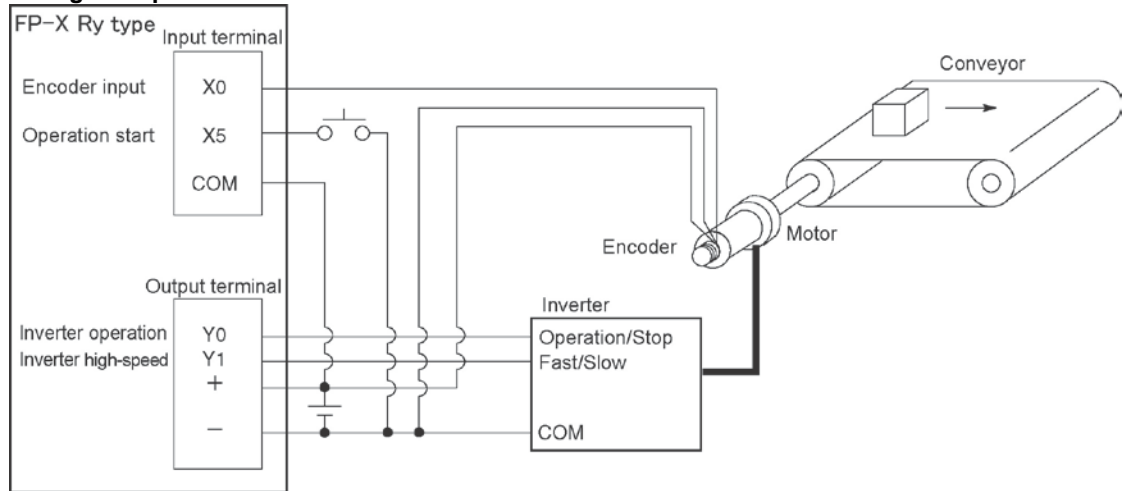 FP-X Ry type
Input terminal
Encoder input X0
Operation start X5
COM
Conveyor
Encoder
Motor
Output terminal
Inverter
Inverter operation Y0 Operation/Stop
Inverter high-speed Y1 Fast/Slow
+
−
COM